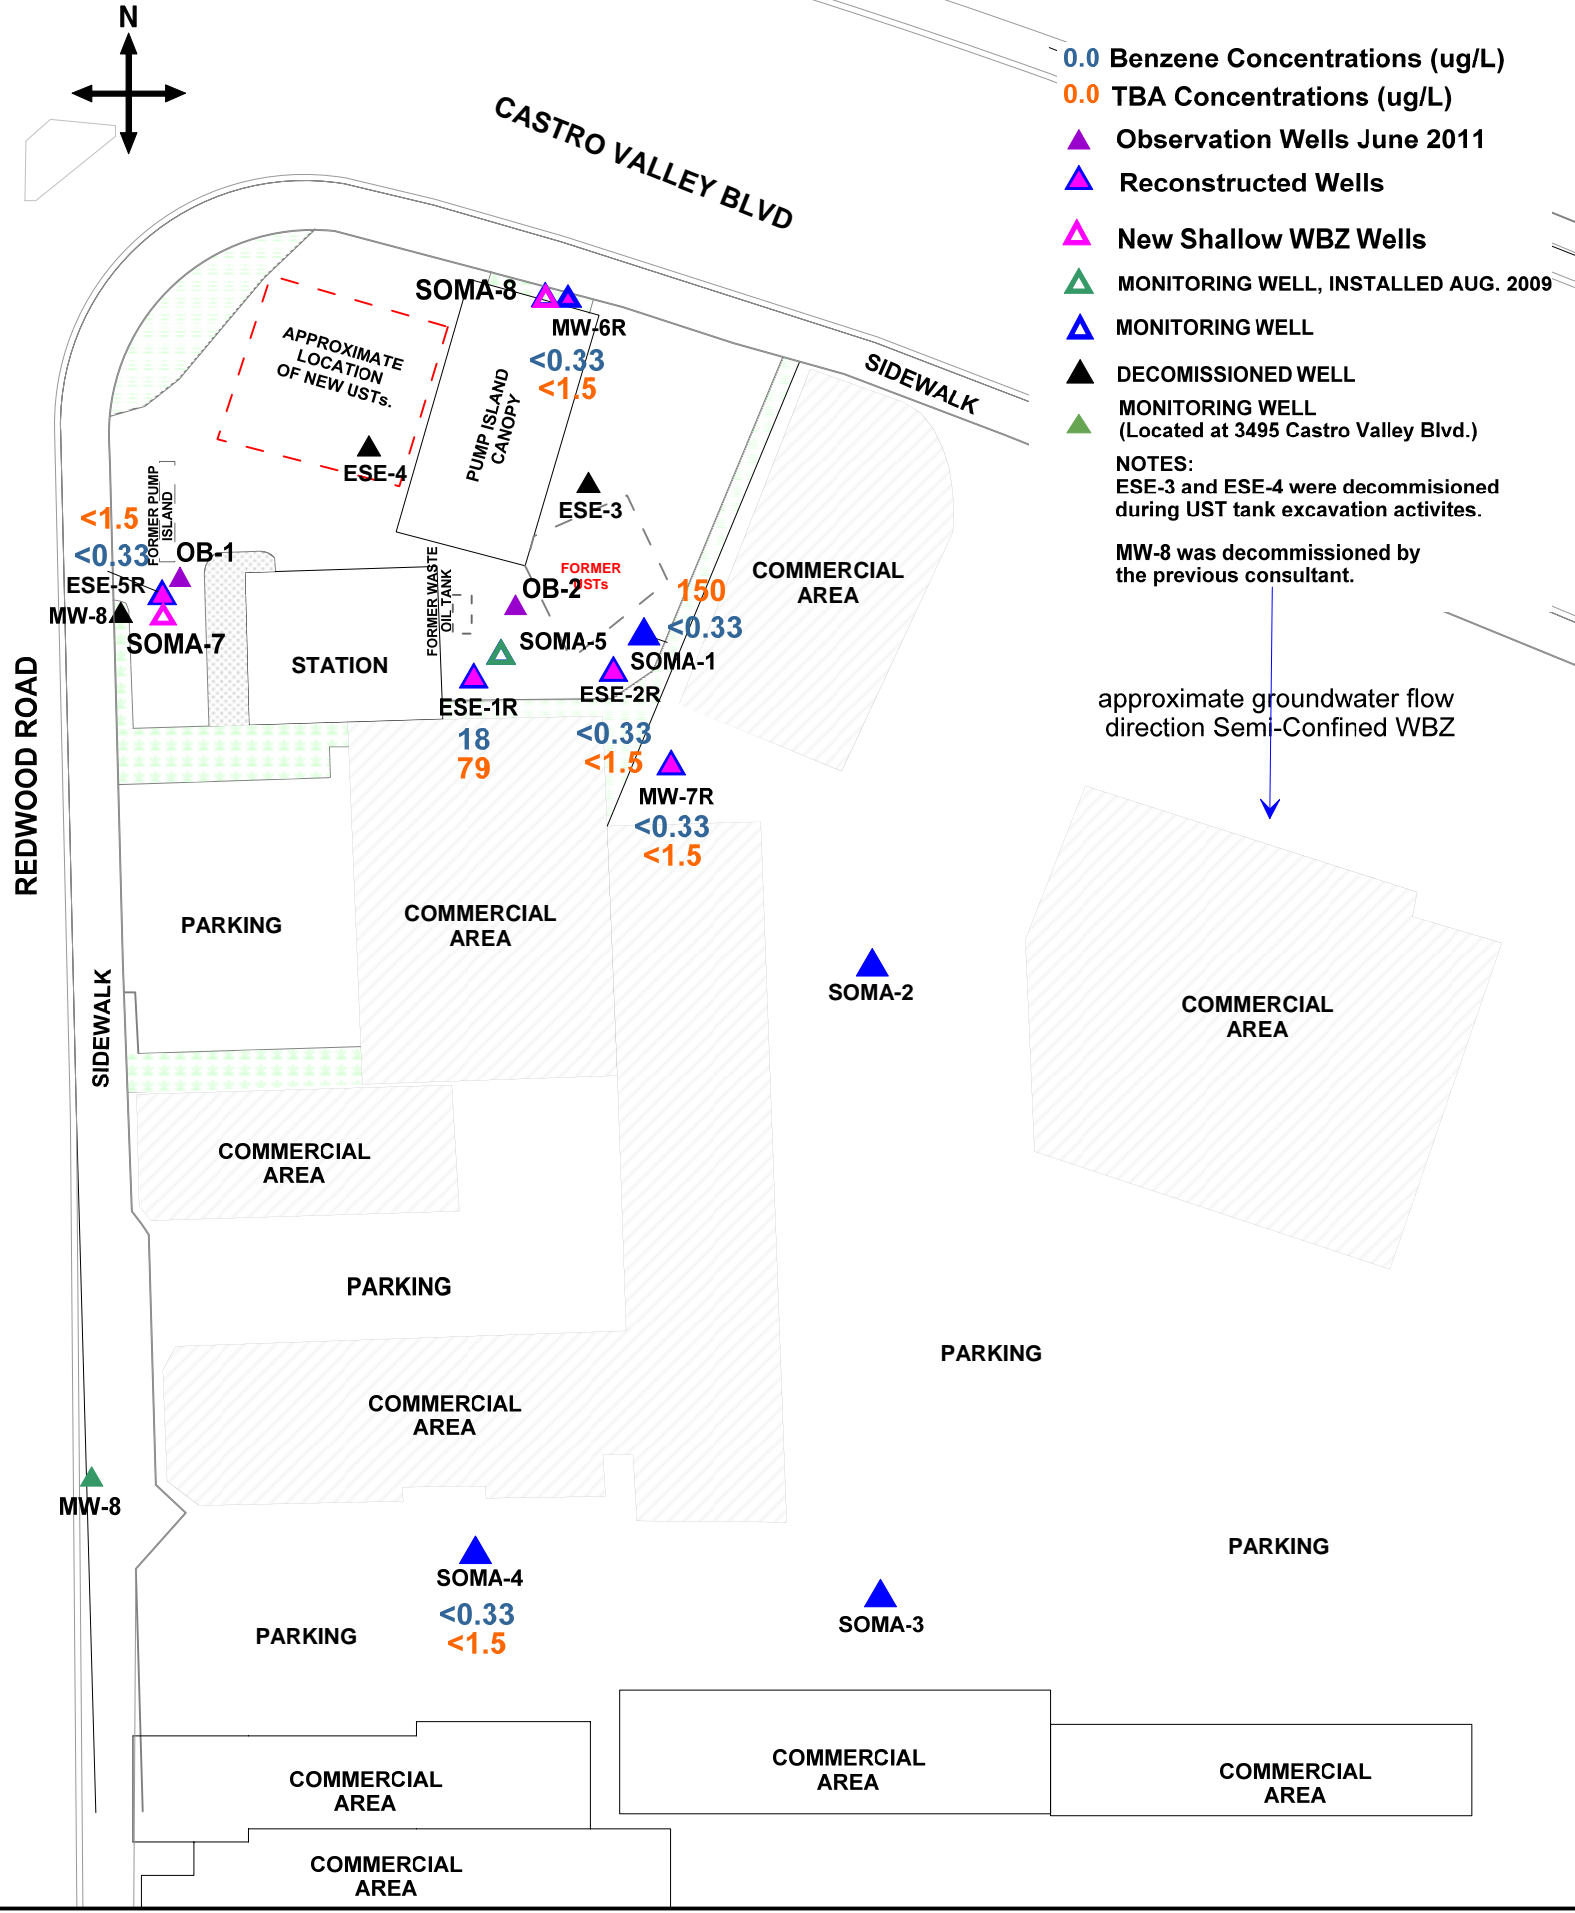 N
CASTRO VALLEY BLVD
0.0 Benzene Concentrations (ug/L)
0.0 TBA Concentrations (ug/L)
Observation Wells June 2011
Reconstructed Wells
New Shallow WBZ Wells
MONITORING WELL, INSTALLED AUG. 2009
MONITORING WELL
DECOMISSIONED WELL
MONITORING WELL
(Located at 3495 Castro Valley Blvd.)
NOTES:
ESE-3 and ESE-4 were decommisioned
during UST tank excavation activites.
MW-8 was decommissioned by
the previous consultant.
approximate groundwater flow
direction Semi-Confined WBZ
SIDEWALK
SOMA-8
MW-6R
<0.33
<1.5
APPROXIMATE
LOCATION
OF NEW USTs.
PUMP ISLAND
CANOPY
ESE-4
ESE-3
FORMER PUMP
ISLAND
<1.5
<0.33
OB-1
ESE-5R
MW-8
SOMA-7
STATION
FORMER WASTE
OIL TANK
FORMER
USTs
OB-2
SOMA-5
150
<0.33
SOMA-1
COMMERCIAL
AREA
ESE-1R
18
79
ESE-2R
<0.33
<1.5
MW-7R
<0.33
<1.5
REDWOOD ROAD
PARKING
COMMERCIAL
AREA
SOMA-2
COMMERCIAL
AREA
SIDEWALK
COMMERCIAL
AREA
PARKING
PARKING
COMMERCIAL
AREA
MW-8
SOMA-4
<0.33
<1.5
PARKING
SOMA-3
PARKING
COMMERCIAL
AREA
COMMERCIAL
AREA
COMMERCIAL
AREA
COMMERCIAL
AREA